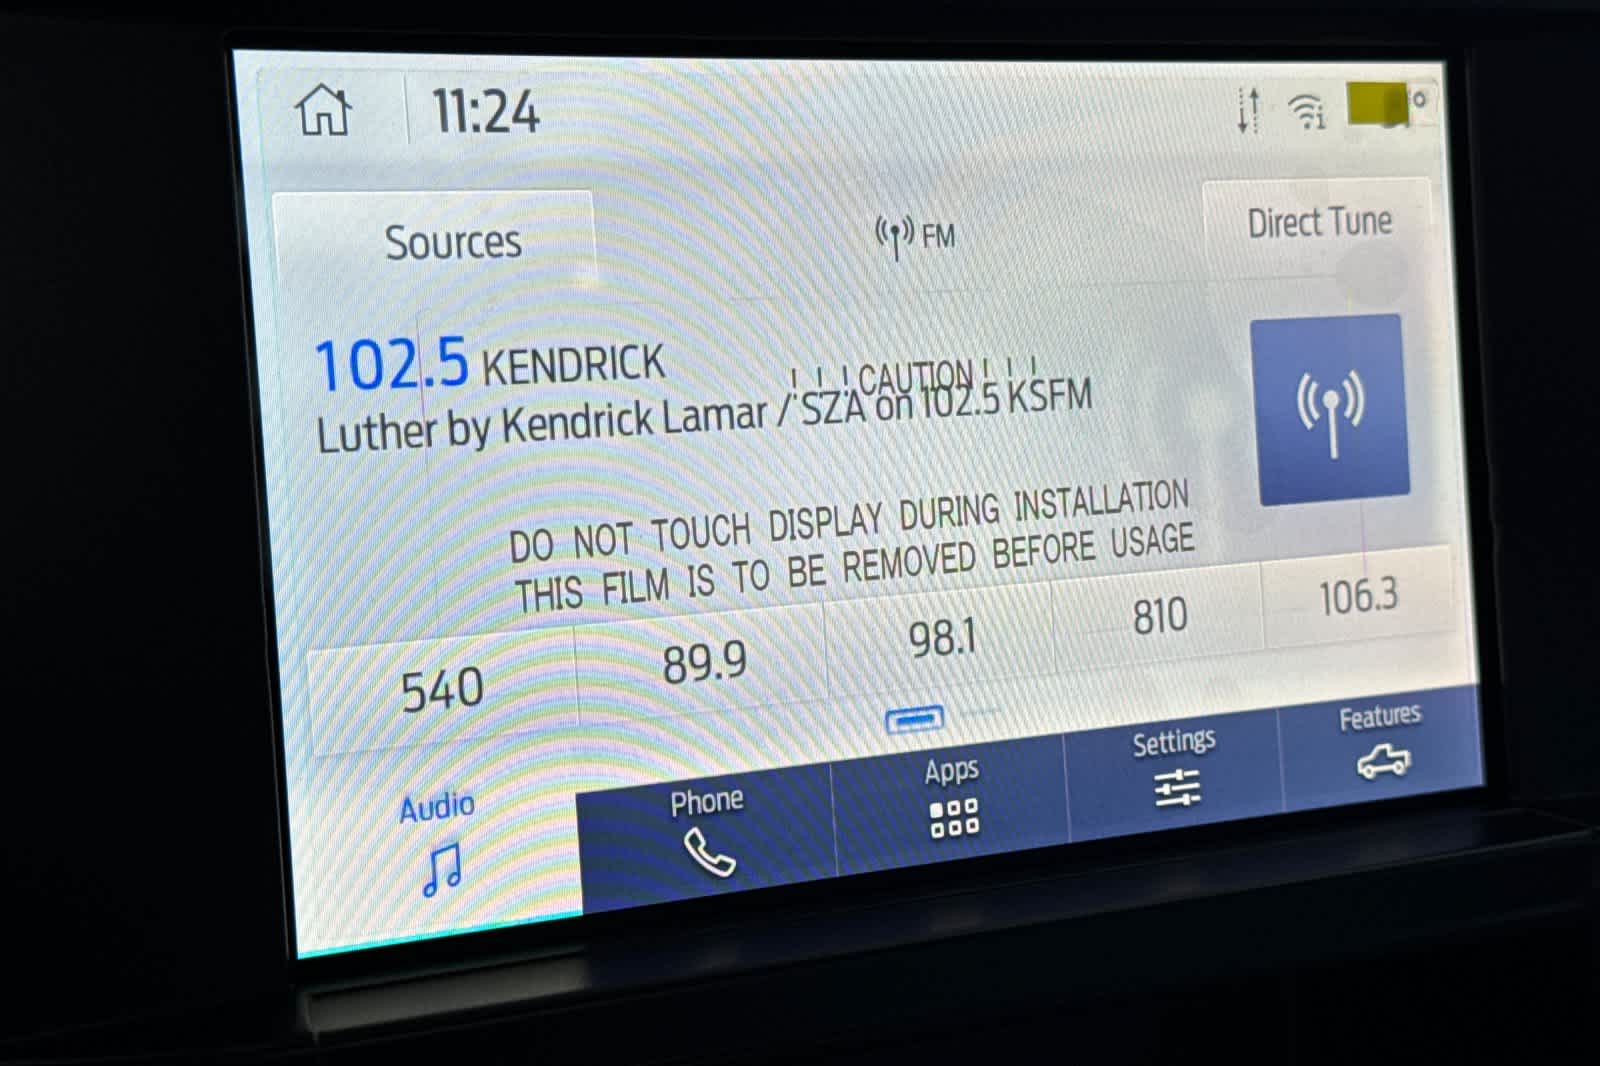 11:24
Sources
FM
Direct Tune
102.5 KENDRICK
! ! ! CAUTION ! ! !
Luther by Kendrick Lamar / SZA on 102.5 KSFM
DO NOT TOUCH DISPLAY DURING INSTALLATION
THIS FILM IS TO BE REMOVED BEFORE USAGE
540 89.9 98.1 810 106.3
Audio Phone Apps Settings Features